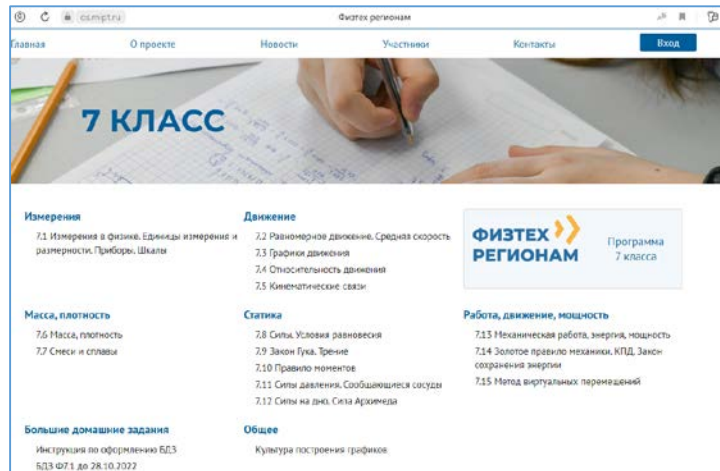 os.mipt.ru
Физтех регионам
Главная О проекте Новости Участники Контакты Вход
7 КЛАСС
Измерения
7.1 Измерения в физике. Единицы измерения и
размерности. Приборы. Шкалы
Движение
7.2 Равномерное движение. Средняя скорость
7.3 Графики движения
7.4 Относительность движения
7.5 Кинематические связи
ФИЗТЕХ
РЕГИОНАМ
Программа
7 класса
Масса, плотность
7.6 Масса, плотность
7.7 Смеси и сплавы
Статика
7.8 Силы. Условия равновесия
7.9 Закон Гука. Трение
7.10 Правило моментов
7.11 Силы давления. Сообщающиеся сосуды
7.12 Силы на дно. Сила Архимеда
Работа, движение, мощность
7.13 Механическая работа, энергия, мощность
7.14 Золотое правило механики. КПД. Закон
сохранения энергии
7.15 Метод виртуальных перемещений
Большие домашние задания
Инструкция по оформлению БДЗ
БДЗ Ф7.1 до 28.10.2022
Общее
Культура построения графиков